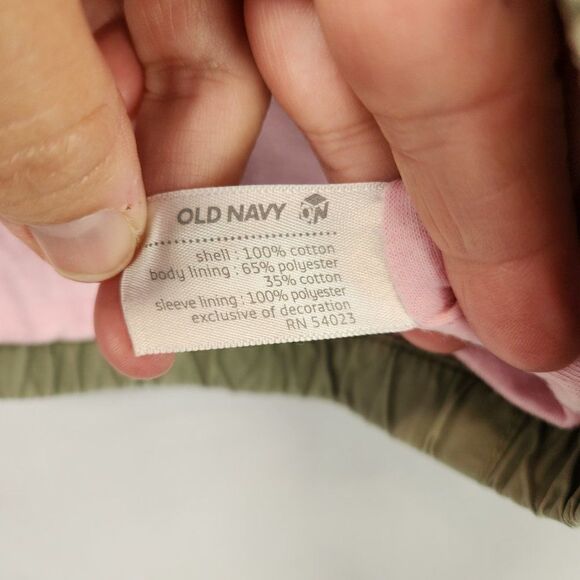 OLD NAVY ON
shell : 100% cotton
body lining : 65% polyester
35% cotton
sleeve lining : 100% polyester
exclusive of decoration
RN 54023